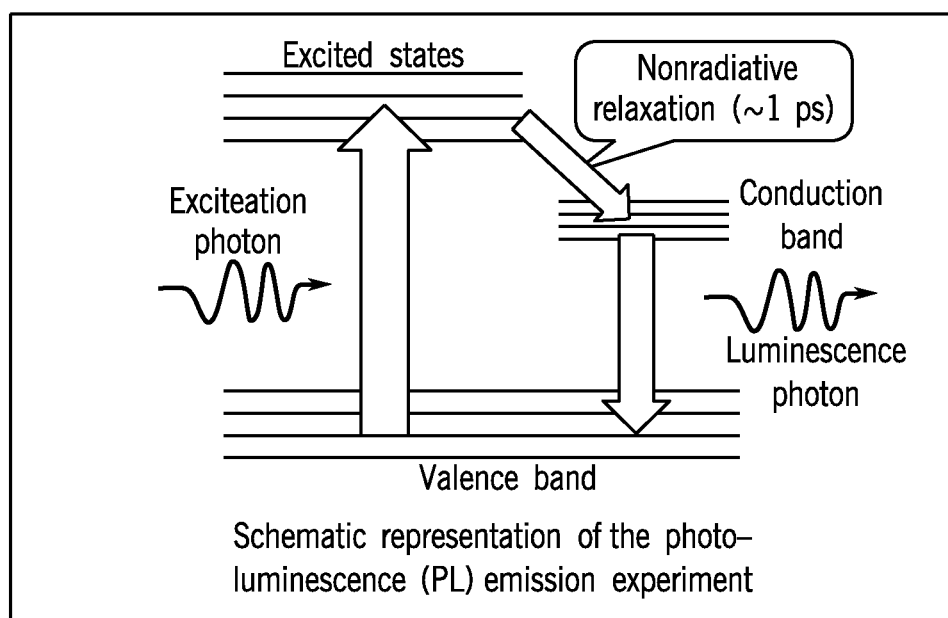 Excited states
Nonradiative
relaxation (~1 ps)
Exciteation
photon
Conduction
band
Luminescence
photon
Valence band
Schematic representation of the photo–
luminescence (PL) emission experiment